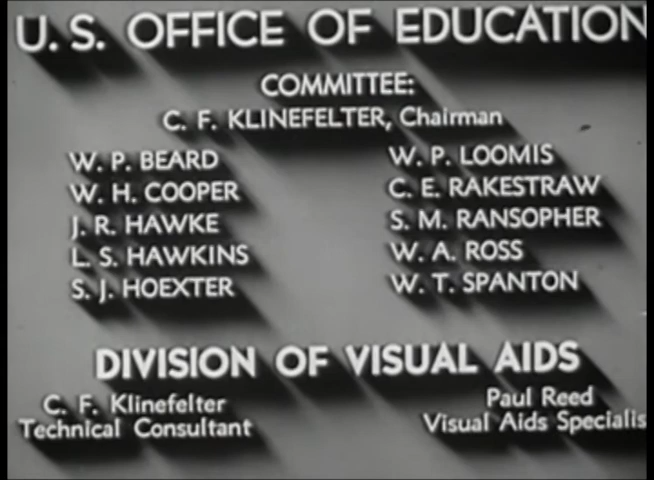 U. S. OFFICE OF EDUCATION
COMMITTEE:
C. F. KLINEFELTER, Chairman
W. P. BEARD
W. H. COOPER
J. R. HAWKE
L. S. HAWKINS
S. J. HOEXTER
W. P. LOOMIS
C. E. RAKESTRAW
S. M. RANSOPHER
W. A. ROSS
W. T. SPANTON
DIVISION OF VISUAL AIDS
C. F. Klinefelter
Technical Consultant
Paul Reed
Visual Aids Specialis